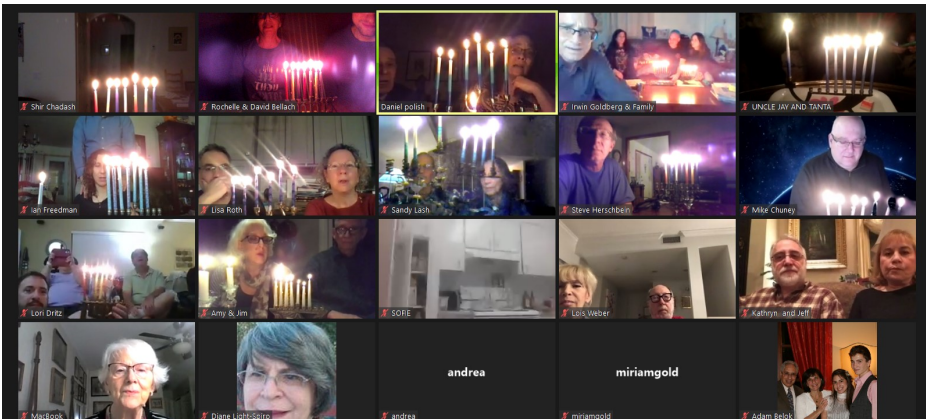 Shir Chadash
Rochelle & David Bellach
Daniel polish
Irwin Goldberg & Family
UNCLE JAY AND TANTA
Ian Freedman
Lisa Roth
Sandy Lash
Steve Herschbein
Mike Chuney
Lori Dritz
Amy & Jim
SOFIE
Lois Weber
Kathryn and Jeff
andrea
miriamgold
MacBook
Diane Light-Spiro
andrea
miriamgold
Adam Belok